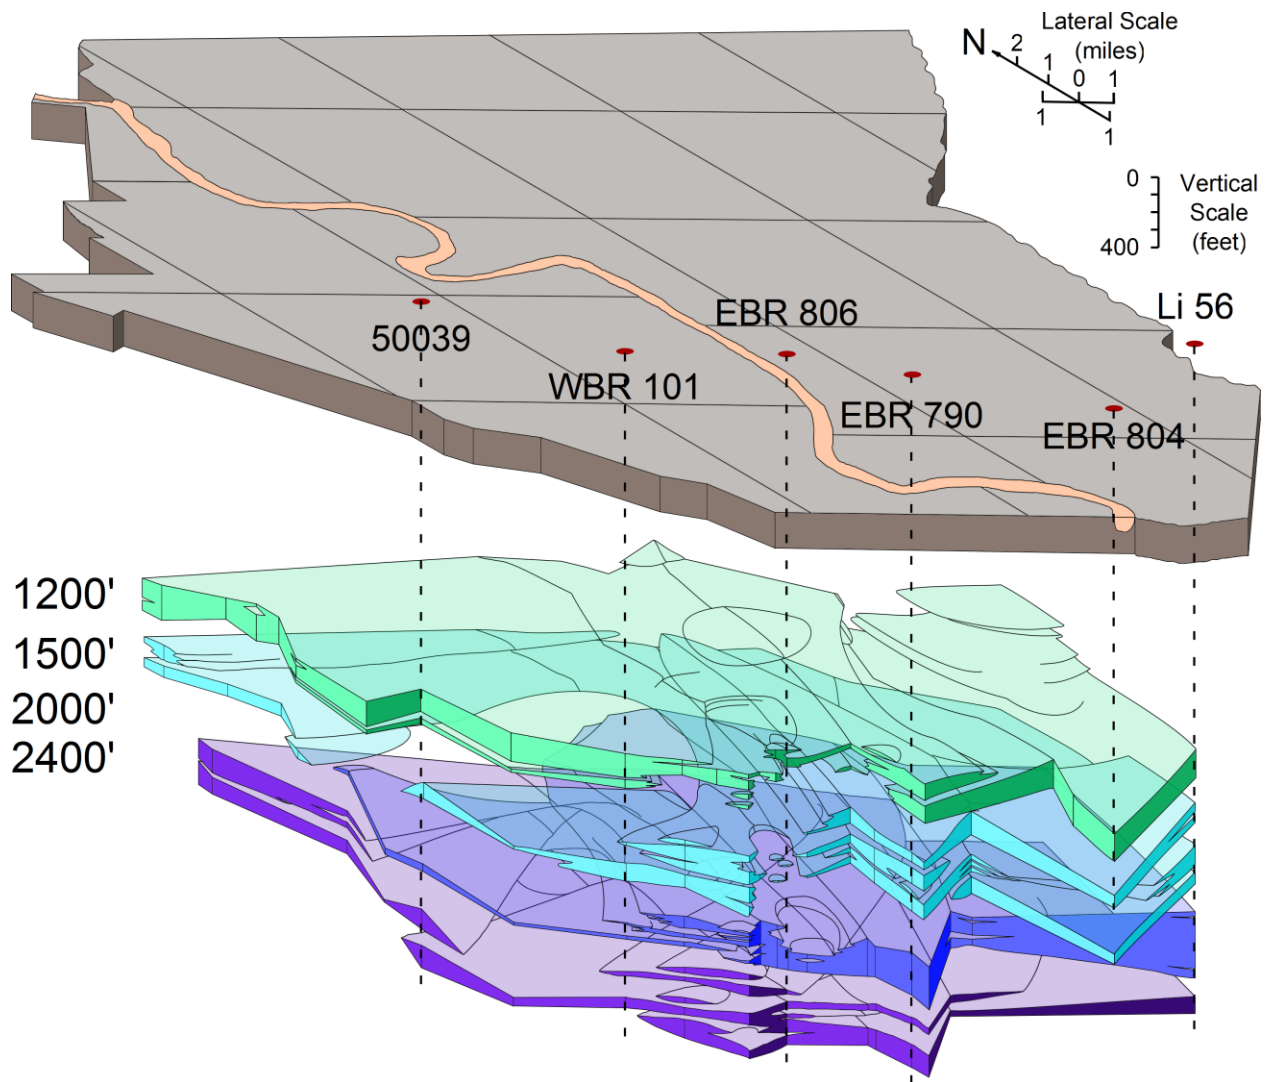 Lateral Scale
(miles)
N 2 1 0 1
1 1
0
400
Vertical
Scale
(feet)
Li 56
EBR 806
50039
WBR 101
EBR 790
EBR 804
1200'
1500'
2000'
2400'